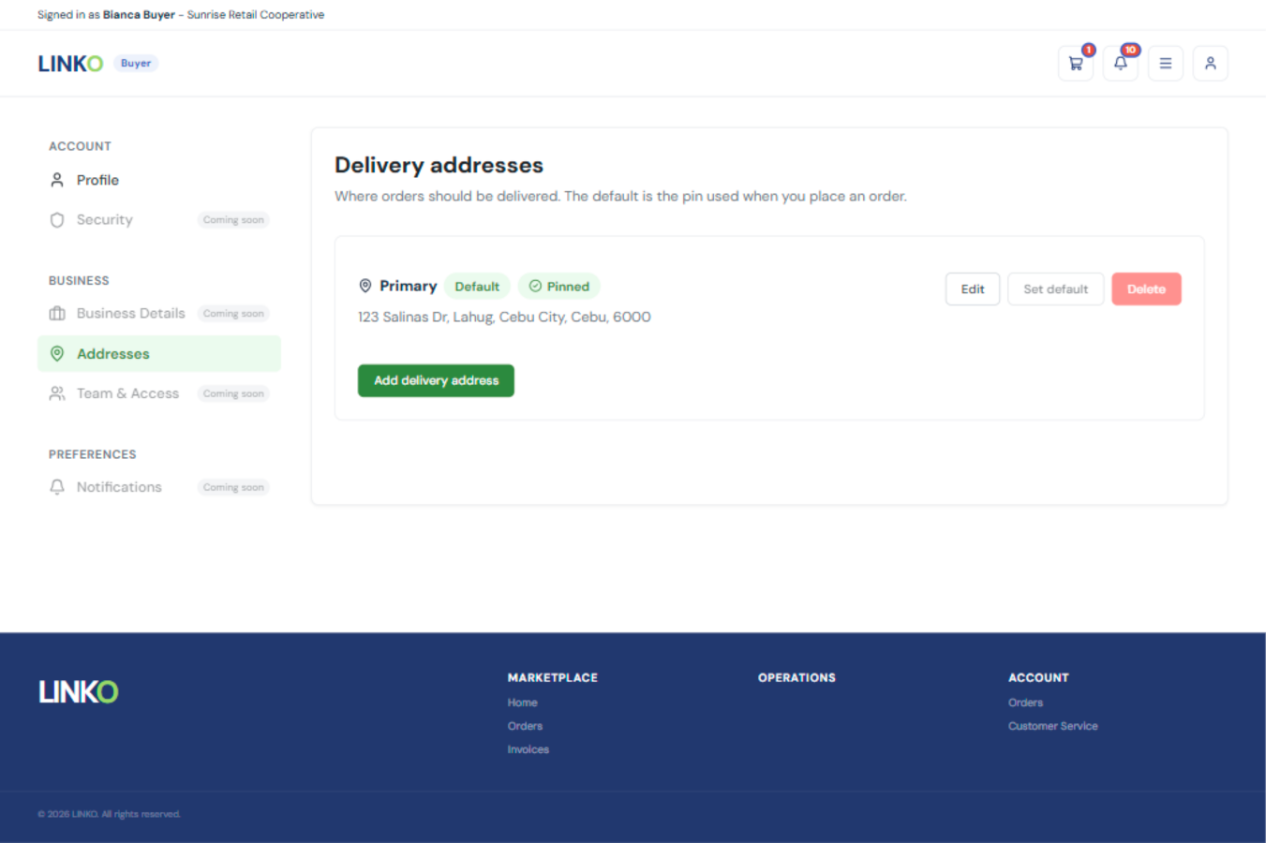 Signed in as Bianca Buyer - Sunrise Retail Cooperative
LINKO Buyer
1
10
ACCOUNT
Profile
Security Coming soon
BUSINESS
Business Details Coming soon
Addresses
Team & Access Coming soon
PREFERENCES
Notifications Coming soon
Delivery addresses
Where orders should be delivered. The default is the pin used when you place an order.
Primary Default Pinned
123 Salinas Dr, Lahug, Cebu City, Cebu, 6000
Edit Set default Delete
Add delivery address
LINKO
MARKETPLACE
Home
Orders
Invoices
OPERATIONS
ACCOUNT
Orders
Customer Service
© 2026 LINKO. All rights reserved.